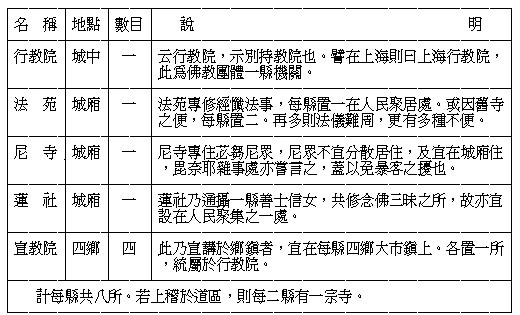 名　稱 地點 數目 說　明
行教院 城中 一 云行教院，示別持教院也。譬在上海則曰上海行教院，
此爲佛教團體一縣機關。
法　苑 城廂 一 法苑專修經懺法事，每縣置一在人民聚居處。或因舊寺
之便，每縣置二。再多則法儀難周，更有多種不便。
尼　寺 城廂 一 尼寺專住苾芻尼眾，尼眾不宜分散居住，及宜在城廂住
，毘奈耶雜事處亦嘗言之，蓋以免暴客之擾也。
蓮　社 城廂 一 蓮社乃通攝一縣善士信女，共修念佛三昧之所，故亦宜
設在人民聚集之一處。
宣教院 四鄉 四 此乃宣講於鄉鎮者，宜在每縣四鄉大市鎮上。各置一所
，統屬於行教院。
計每縣共八所。若上稽於道區，則每二縣有一宗寺。